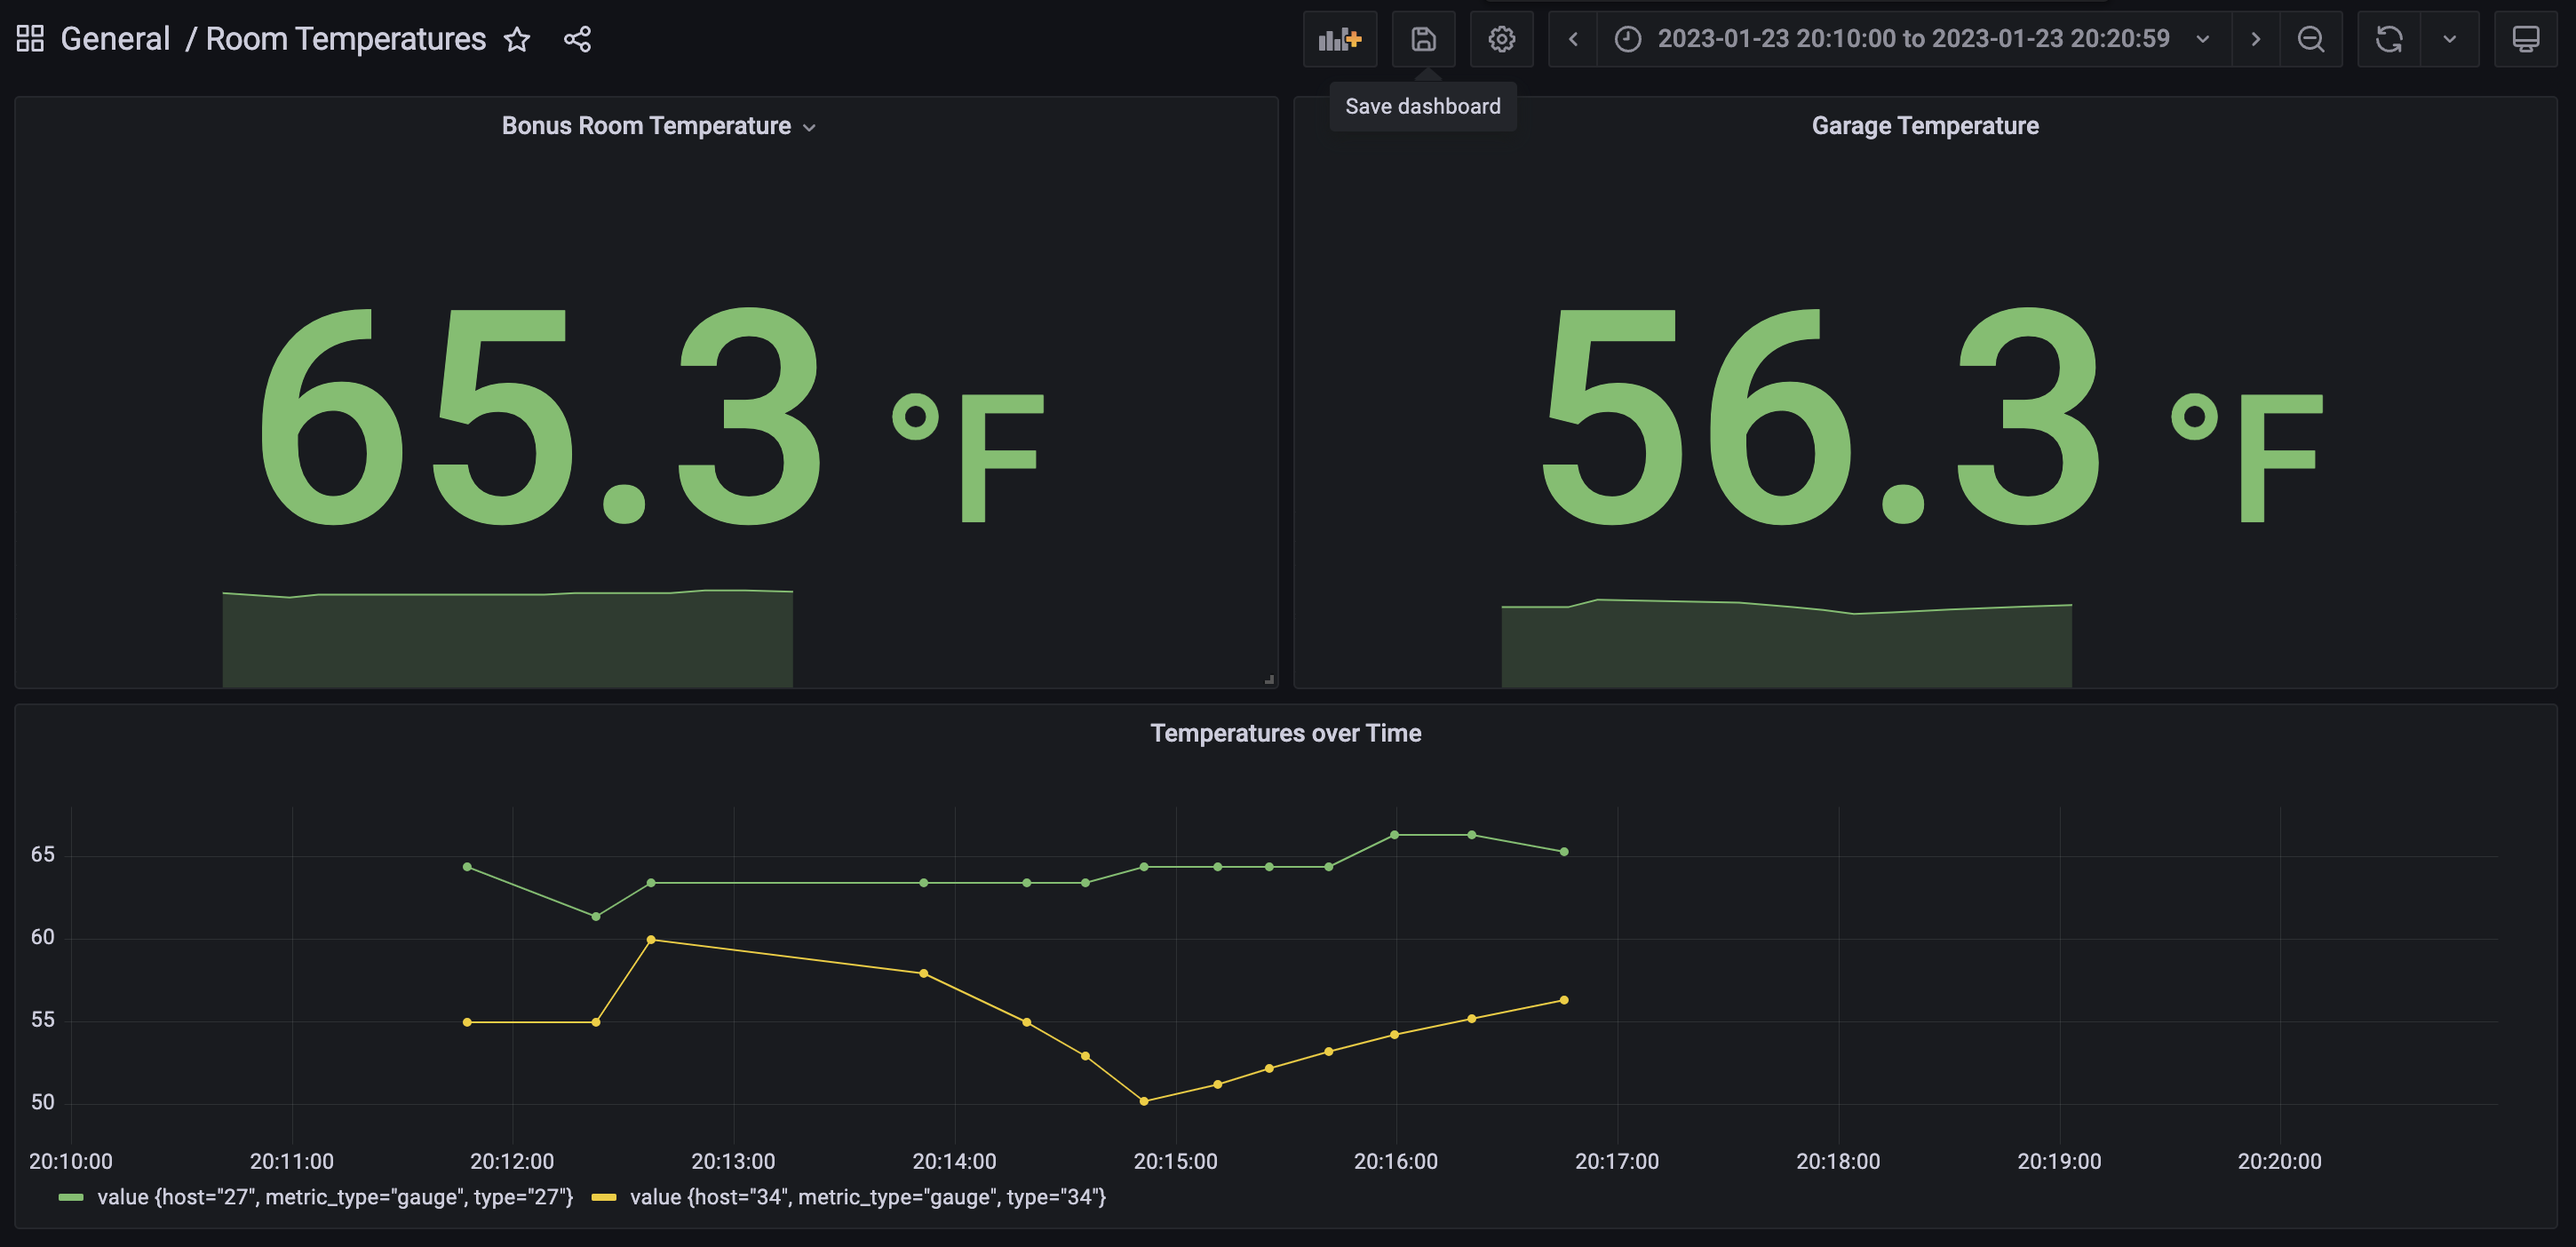 General / Room Temperatures
2023-01-23 20:10:00 to 2023-01-23 20:20:59
Save dashboard
Bonus Room Temperature
65.3 °F
Garage Temperature
56.3 °F
Temperatures over Time
65
60
55
50
20:10:00 20:11:00 20:12:00 20:13:00 20:14:00 20:15:00 20:16:00 20:17:00 20:18:00 20:19:00 20:20:00
value {host="27", metric_type="gauge", type="27"} value {host="34", metric_type="gauge", type="34"}